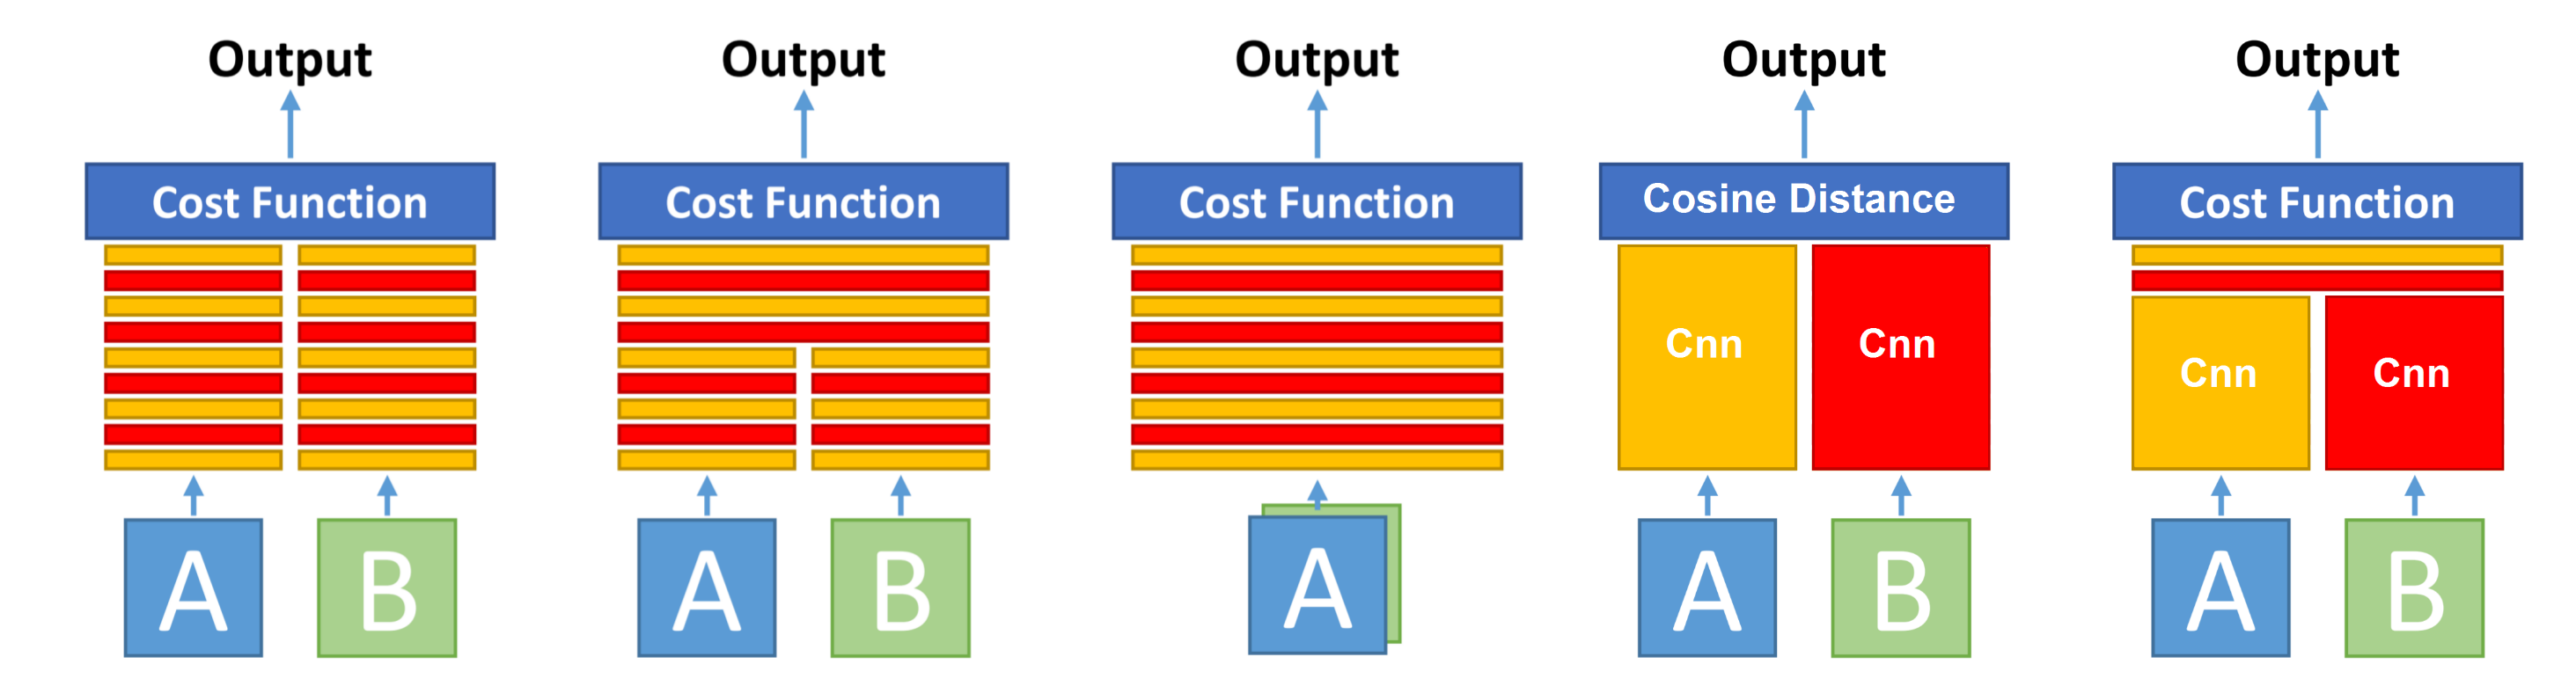 Output
Cost Function
A B
Output
Cost Function
A B
Output
Cost Function
A
Output
Cosine Distance
Cnn Cnn
A B
Output
Cost Function
Cnn Cnn
A B